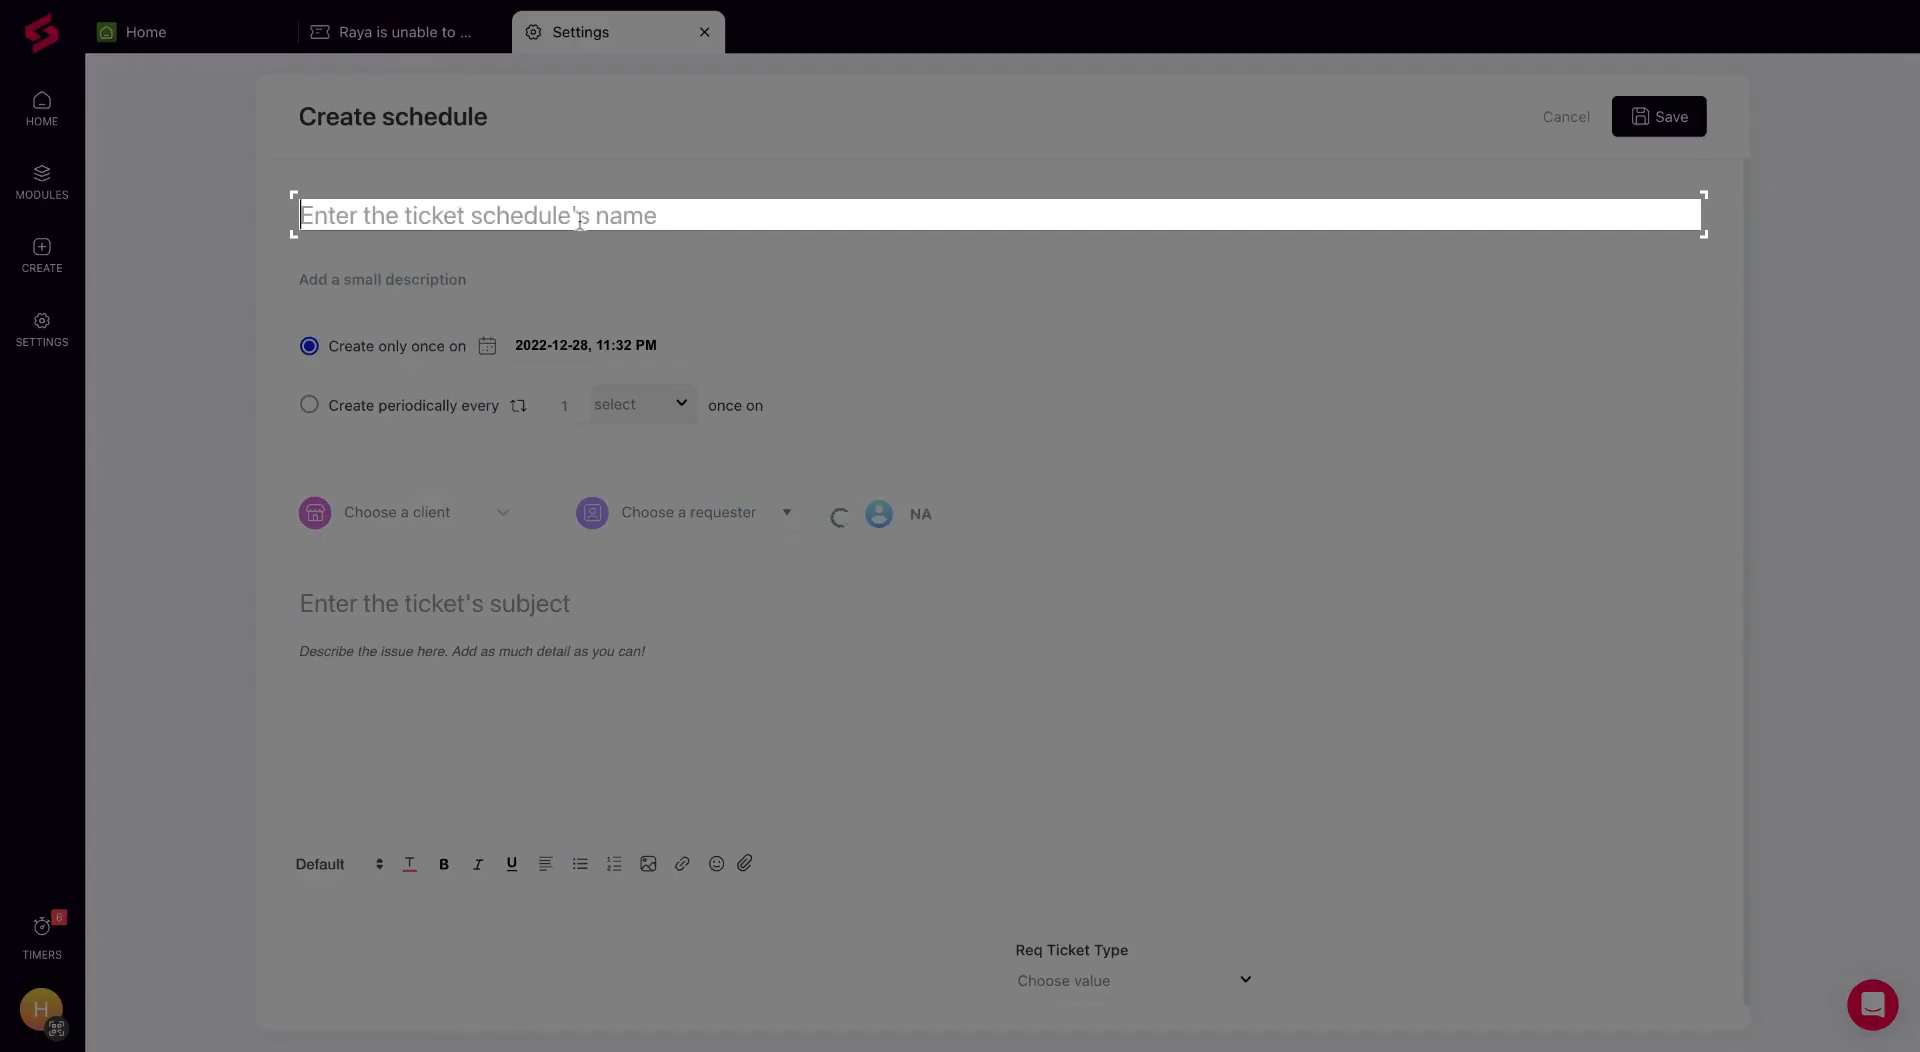 Home
Raya is unable to ...
Settings
HOME
MODULES
CREATE
SETTINGS
Create schedule
Cancel
Save
Enter the ticket schedule's name
Add a small description
Create only once on
2022-12-28, 11:32 PM
Create periodically every
1
select
once on
Choose a client
Choose a requester
NA
Enter the ticket's subject
Describe the issue here. Add as much detail as you can!
Default
T
B
I
U
Req Ticket Type
Choose value
6
TIMERS
H